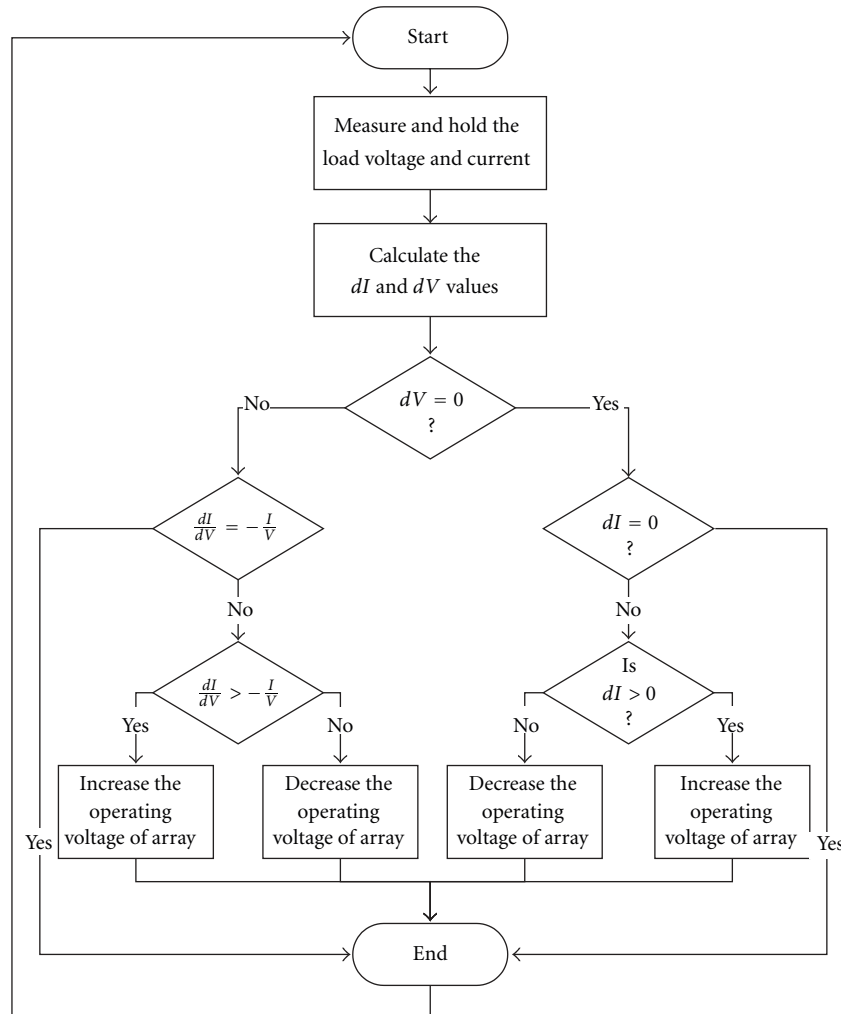 Start
Measure and hold the
load voltage and current
Calculate the
dI and dV values
dV = 0
?
No
Yes
dI/dV = − I/V
dI = 0
?
No
No
dI/dV > − I/V
Is
dI > 0
?
Yes
No
No
Yes
Increase the
operating
voltage of array
Decrease the
operating
voltage of array
Decrease the
operating
voltage of array
Increase the
operating
voltage of array
Yes
Yes
End